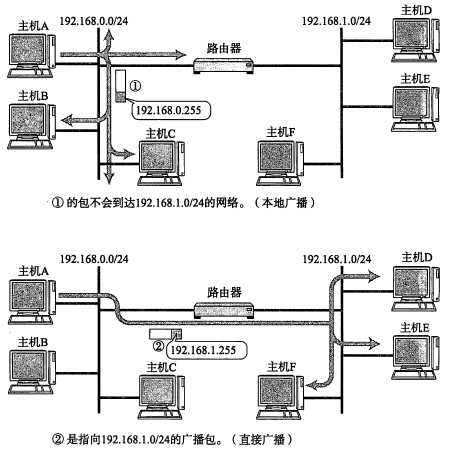 192.168.0.0/24
192.168.1.0/24
主机A
主机D
路由器
主机B
①
192.168.0.255
主机E
主机C
主机F
①的包不会到达192.168.1.0/24的网络。（本地广播）
192.168.0.0/24
192.168.1.0/24
主机A
主机D
路由器
主机B
②
192.168.1.255
主机E
主机C
主机F
②是指向192.168.1.0/24的广播包。（直接广播）